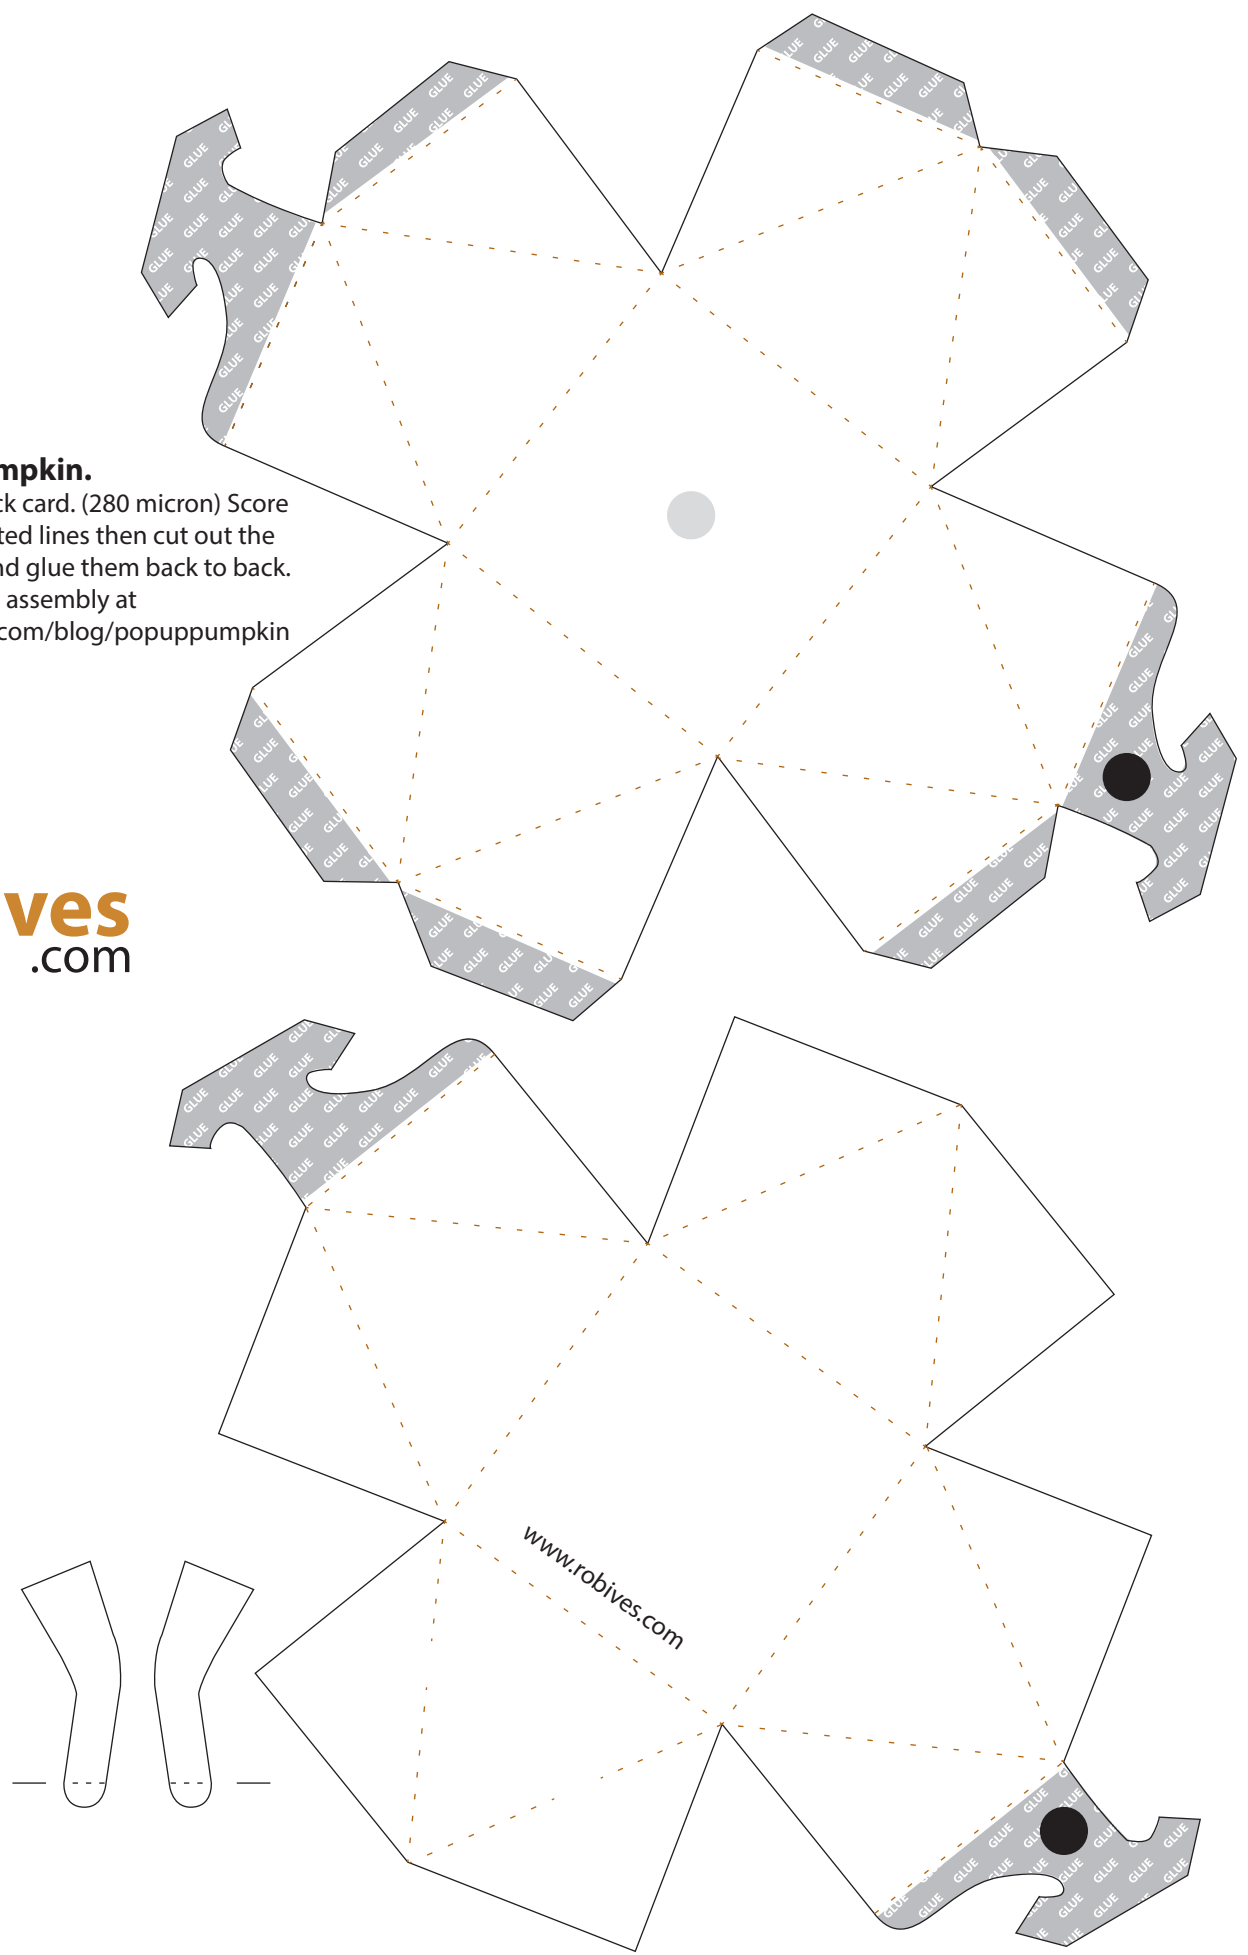 mpkin.
ck card. (280 micron) Score
ted lines then cut out the
nd glue them back to back.
assembly at
com/blog/popuppumpkin
ves
.com
GLUE
www.robives.com